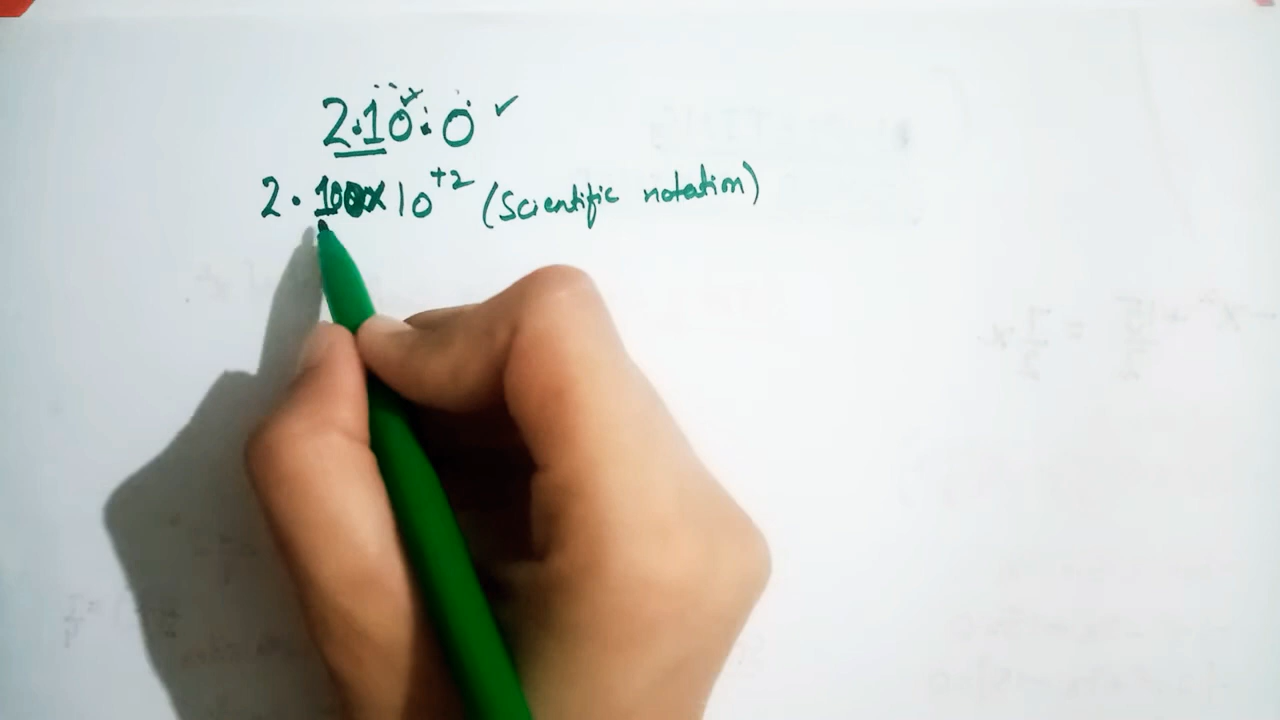 2.10.0 ✓
2.100×10⁺² (Scientific notation)